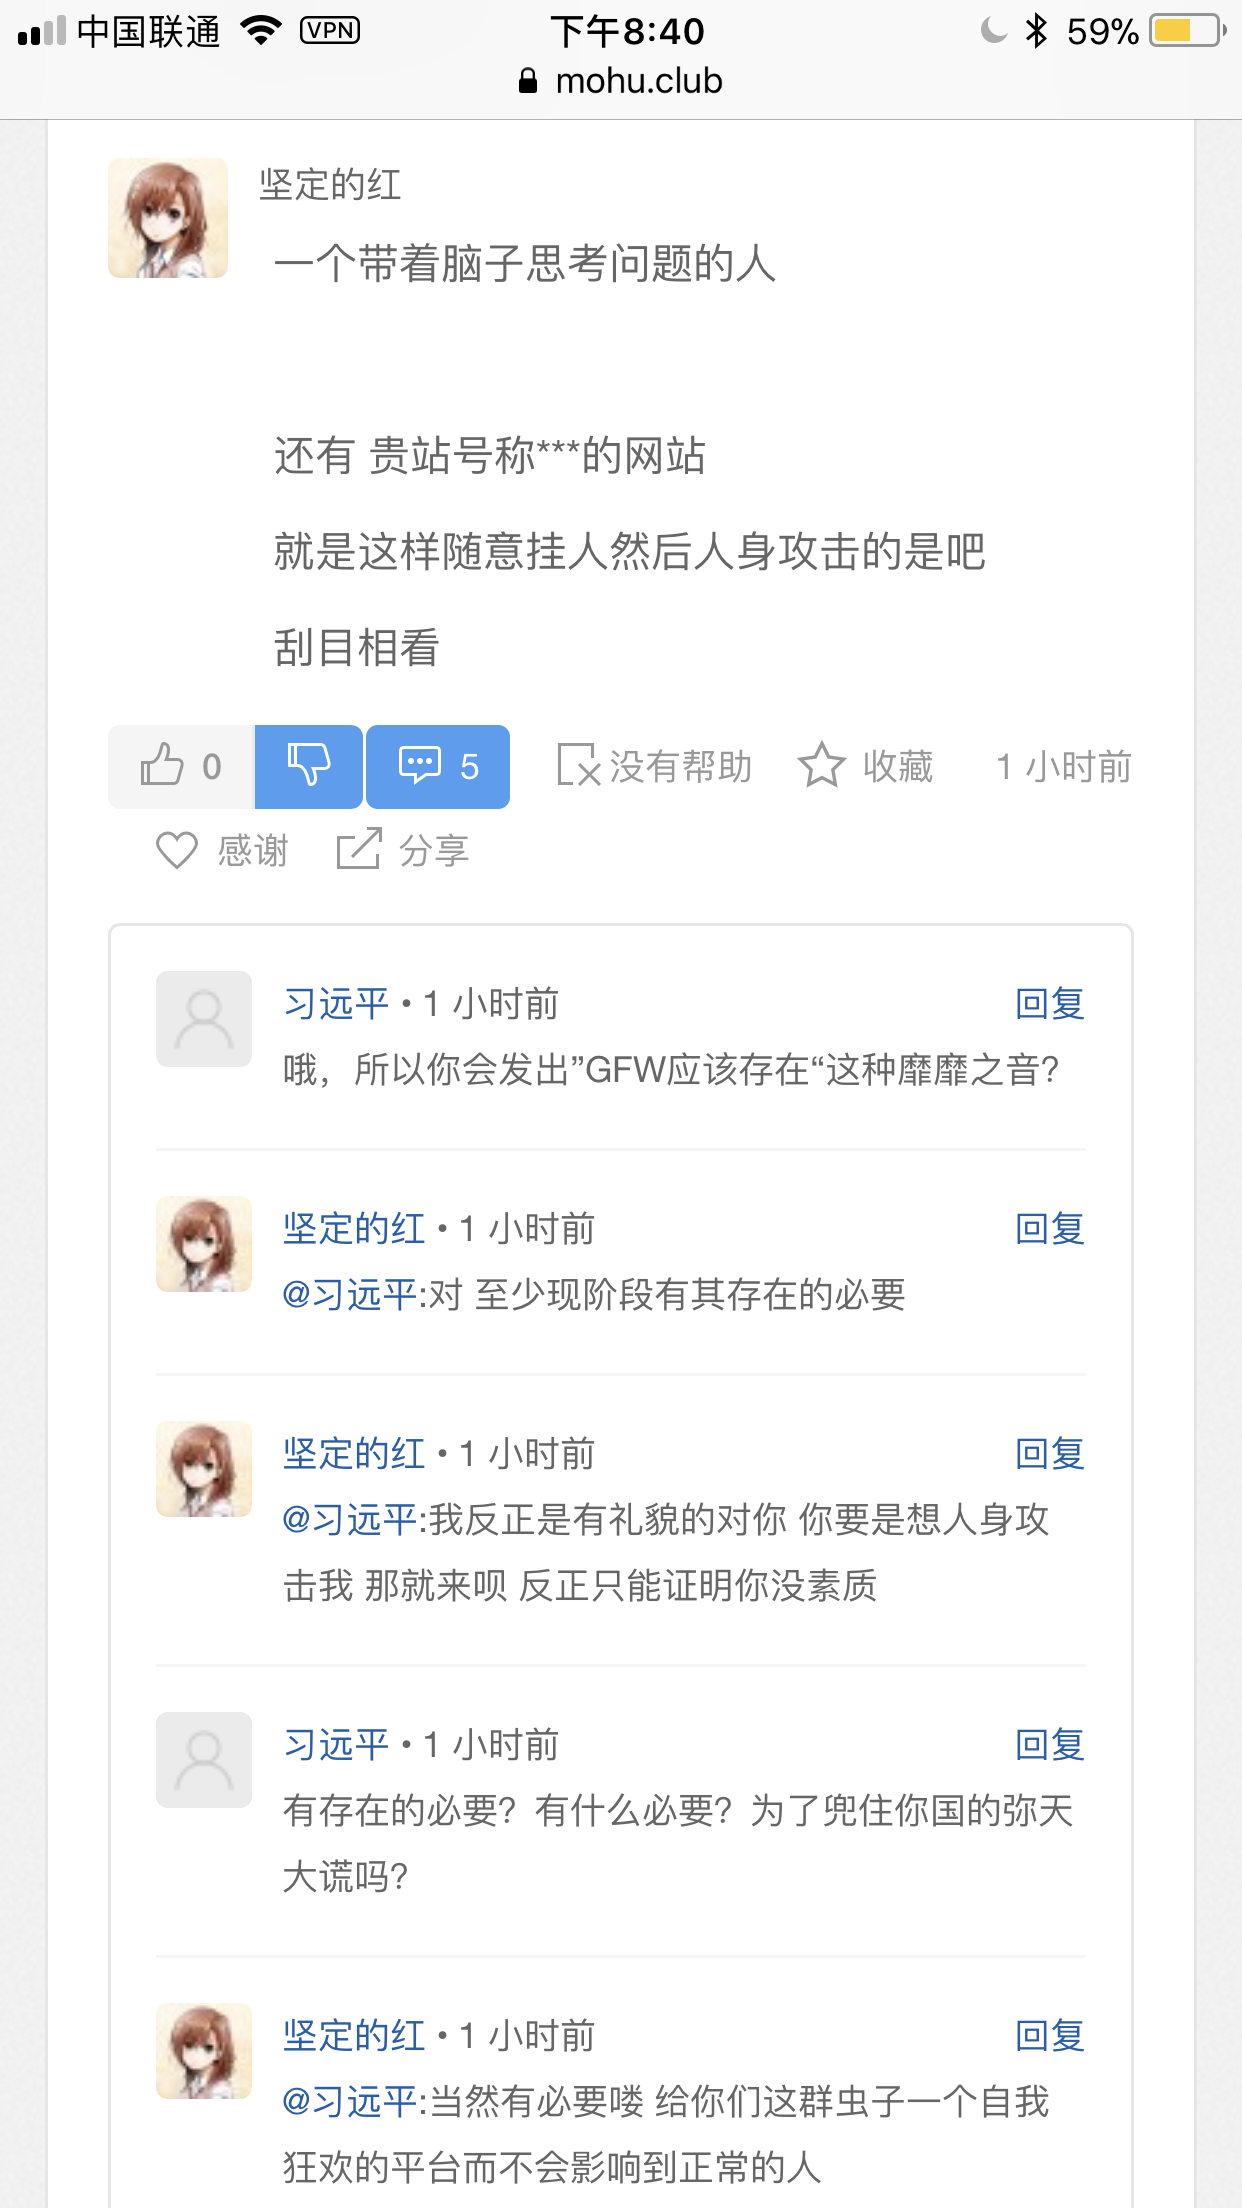 中国联通 VPN 下午8:40 59%
mohu.club
坚定的红
一个带着脑子思考问题的人
还有 贵站号称***的网站
就是这样随意挂人然后人身攻击的是吧
刮目相看
0 5 没有帮助 收藏 1 小时前
感谢 分享
习远平 • 1 小时前 回复
哦，所以你会发出”GFW应该存在“这种靡靡之音?
坚定的红 • 1 小时前 回复
@习远平:对 至少现阶段有其存在的必要
坚定的红 • 1 小时前 回复
@习远平:我反正是有礼貌的对你 你要是想人身攻
击我 那就来呗 反正只能证明你没素质
习远平 • 1 小时前 回复
有存在的必要？有什么必要？为了兜住你国的弥天
大谎吗?
坚定的红 • 1 小时前 回复
@习远平:当然有必要喽 给你们这群虫子一个自我
狂欢的平台而不会影响到正常的人